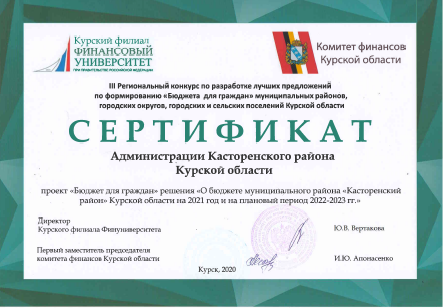 Курский филиал
ФИНАНСОВЫЙ
УНИВЕРСИТЕТ
ПРИ ПРАВИТЕЛЬСТВЕ РОССИЙСКОЙ ФЕДЕРАЦИИ
Комитет финансов
Курской области
III Региональный конкурс по разработке лучших предложений
по формированию «Бюджета для граждан» муниципальных районов,
городских округов, городских и сельских поселений Курской области
СЕРТИФИКАТ
Администрации Касторенского района
Курской области
проект «Бюджет для граждан» решения «О бюджете муниципального района «Касторенский
район» Курской области на 2021 год и на плановый период 2022-2023 гг.»
Директор
Курского филиала Финуниверситета
Ю.В. Вертакова
Первый заместитель председателя
комитета финансов Курской области
И.Ю. Апонасенко
Курск, 2020